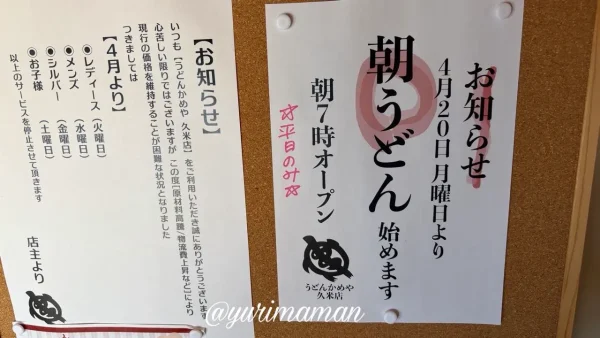 お知らせ
4月20日月曜日より
朝うどん始めます
朝7時オープン
☆平日のみ☆
うどんかめや
久米店
【お知らせ】
いつも【うどんかめや 久米店】をご利用いただき誠にありがとうございます
心苦しい限りではございますが この度【原材料高騰/物流費上昇など】により
現行の価格を維持することが困難な状況となりました
つきましては
【4月より】
●レディース(火曜日)
●メンズ (水曜日)
●シルバー (金曜日)
●お子様 (土曜日)
以上のサービスを停止させて頂きます
店主より
@yurimaman